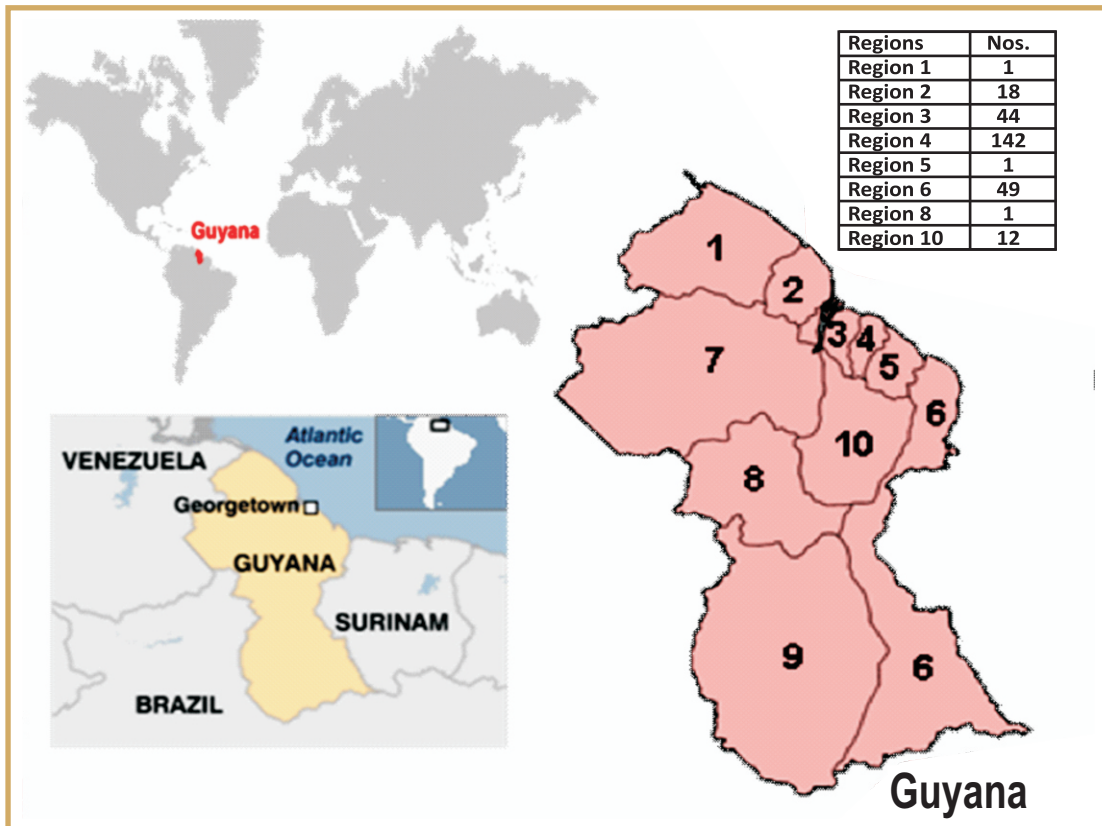 Regions Nos.
Region 1 1
Region 2 18
Region 3 44
Region 4 142
Region 5 1
Region 6 49
Region 8 1
Region 10 12
Guyana
1
2
3
4
5
6
7
10
8
9
6
Guyana
Atlantic
Ocean
VENEZUELA
Georgetown
GUYANA
SURINAM
BRAZIL